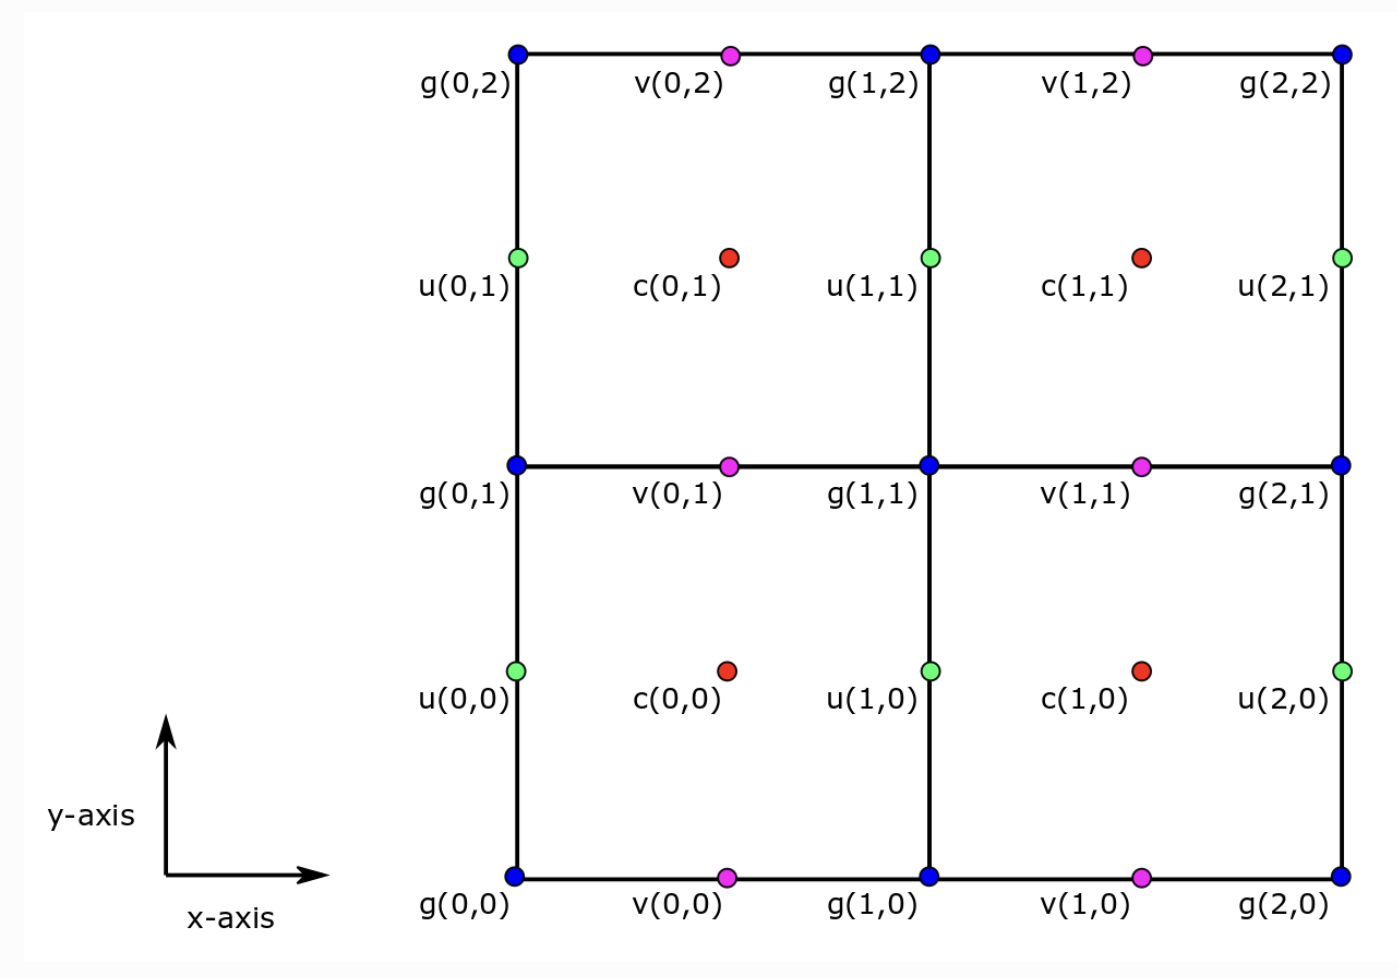 g(0,2) v(0,2) g(1,2) v(1,2) g(2,2)
u(0,1) c(0,1) u(1,1) c(1,1) u(2,1)
g(0,1) v(0,1) g(1,1) v(1,1) g(2,1)
u(0,0) c(0,0) u(1,0) c(1,0) u(2,0)
y-axis
g(0,0) v(0,0) g(1,0) v(1,0) g(2,0)
x-axis